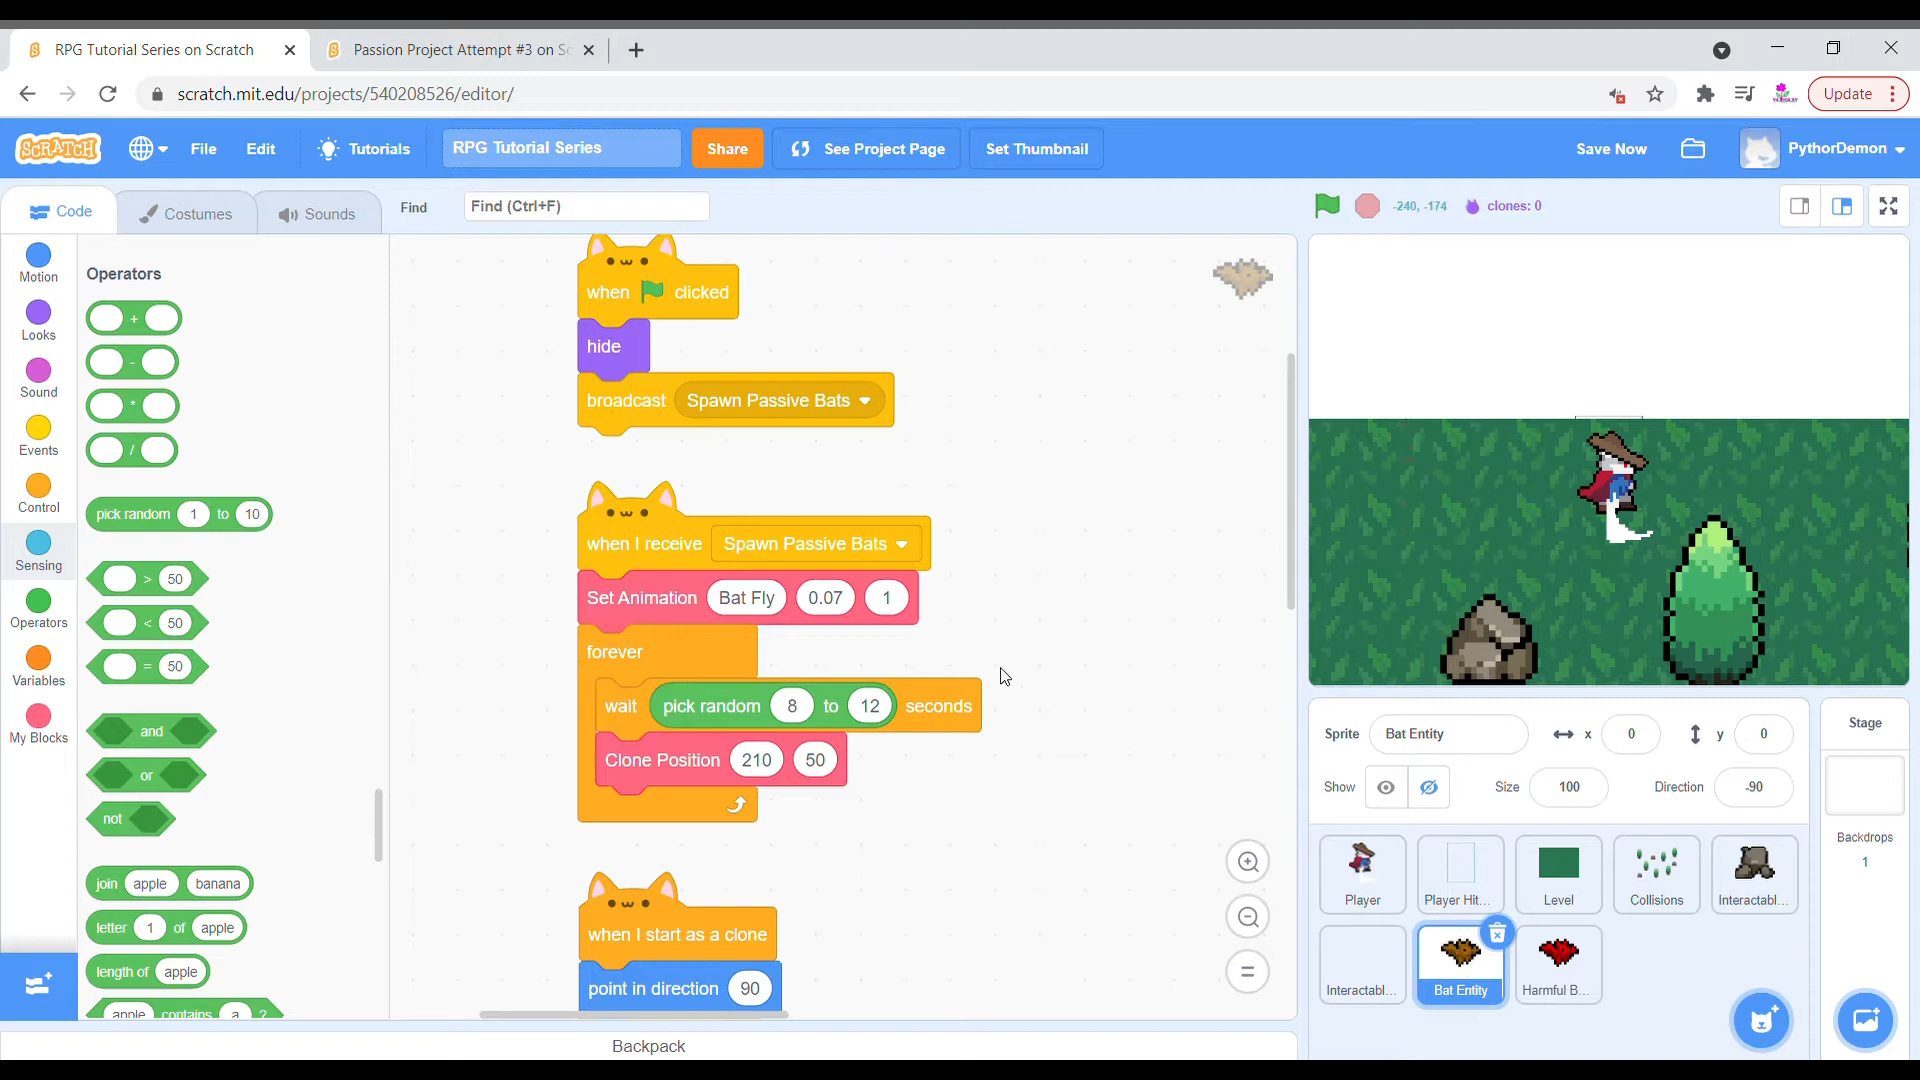 RPG Tutorial Series on Scratch
Passion Project Attempt #3 on Sc
scratch.mit.edu/projects/540208526/editor/
Update
SCRATCH
File
Edit
Tutorials
RPG Tutorial Series
Share
See Project Page
Set Thumbnail
Save Now
PythorDemon
Code
Costumes
Sounds
Find
Find (Ctrl+F)
-240, -174
clones: 0
Motion
Looks
Sound
Events
Control
Sensing
Operators
Variables
My Blocks
Operators
+
-
*
/
pick random 1 to 10
> 50
< 50
= 50
and
or
not
join apple banana
letter 1 of apple
length of apple
apple contains a ?
when clicked
hide
broadcast Spawn Passive Bats
when I receive Spawn Passive Bats
Set Animation Bat Fly 0.07 1
forever
wait pick random 8 to 12 seconds
Clone Position 210 50
when I start as a clone
point in direction 90
Backpack
Sprite Bat Entity x 0 y 0
Show Size 100 Direction -90
Player
Player Hit...
Level
Collisions
Interactabl...
Interactabl...
Bat Entity
Harmful B...
Stage
Backdrops
1